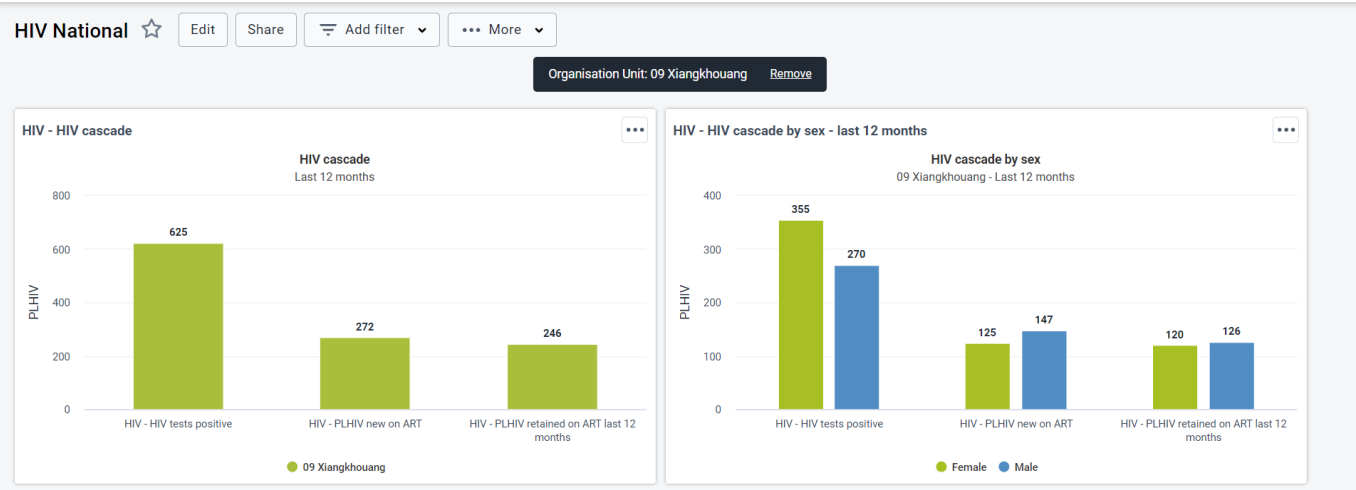 HIV National
Edit
Share
Add filter
More
Organisation Unit: 09 Xiangkhouang Remove
HIV - HIV cascade
HIV cascade
Last 12 months
PLHIV
800
600
400
200
0
625
272
246
HIV - HIV tests positive
HIV - PLHIV new on ART
HIV - PLHIV retained on ART last 12
months
09 Xiangkhouang
HIV - HIV cascade by sex - last 12 months
HIV cascade by sex
09 Xiangkhouang - Last 12 months
PLHIV
400
300
200
100
0
355
270
125
147
120
126
HIV - HIV tests positive
HIV - PLHIV new on ART
HIV - PLHIV retained on ART last 12
months
Female
Male